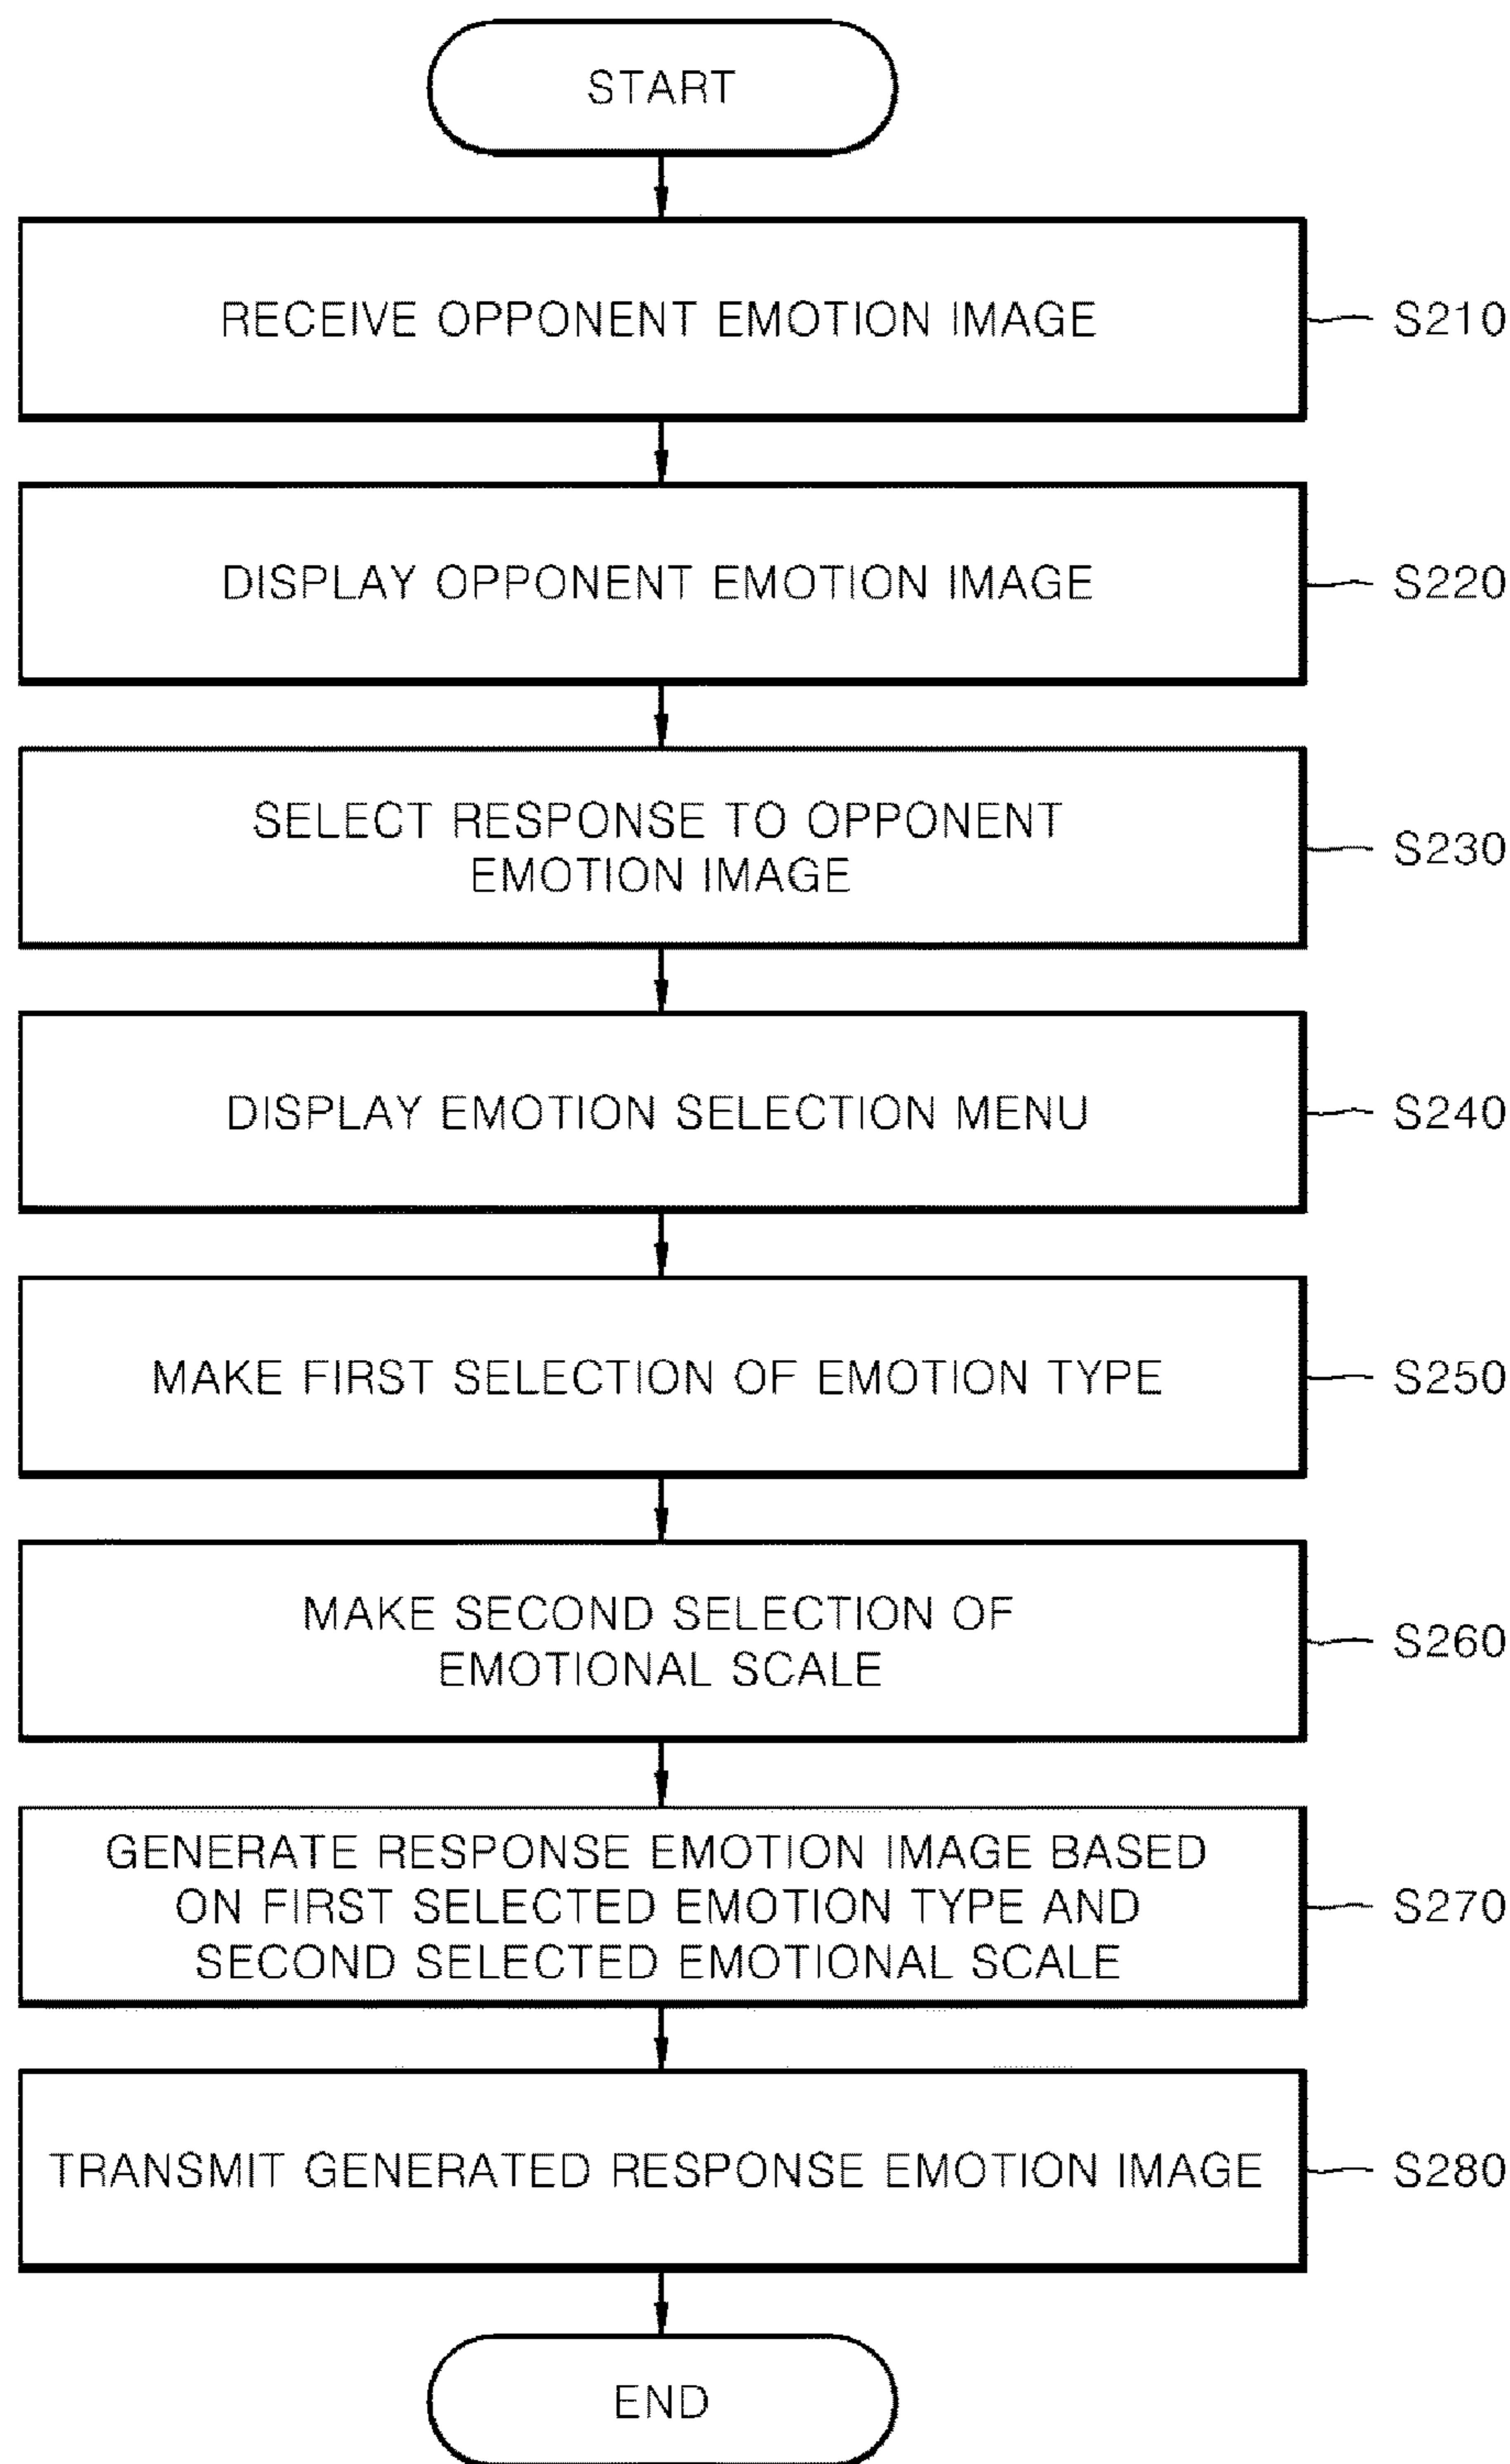 START
RECEIVE OPPONENT EMOTION IMAGE
S210
DISPLAY OPPONENT EMOTION IMAGE
S220
SELECT RESPONSE TO OPPONENT
EMOTION IMAGE
S230
DISPLAY EMOTION SELECTION MENU
S240
MAKE FIRST SELECTION OF EMOTION TYPE
S250
MAKE SECOND SELECTION OF
EMOTIONAL SCALE
S260
GENERATE RESPONSE EMOTION IMAGE BASED
ON FIRST SELECTED EMOTION TYPE AND
SECOND SELECTED EMOTIONAL SCALE
S270
TRANSMIT GENERATED RESPONSE EMOTION IMAGE
S280
END